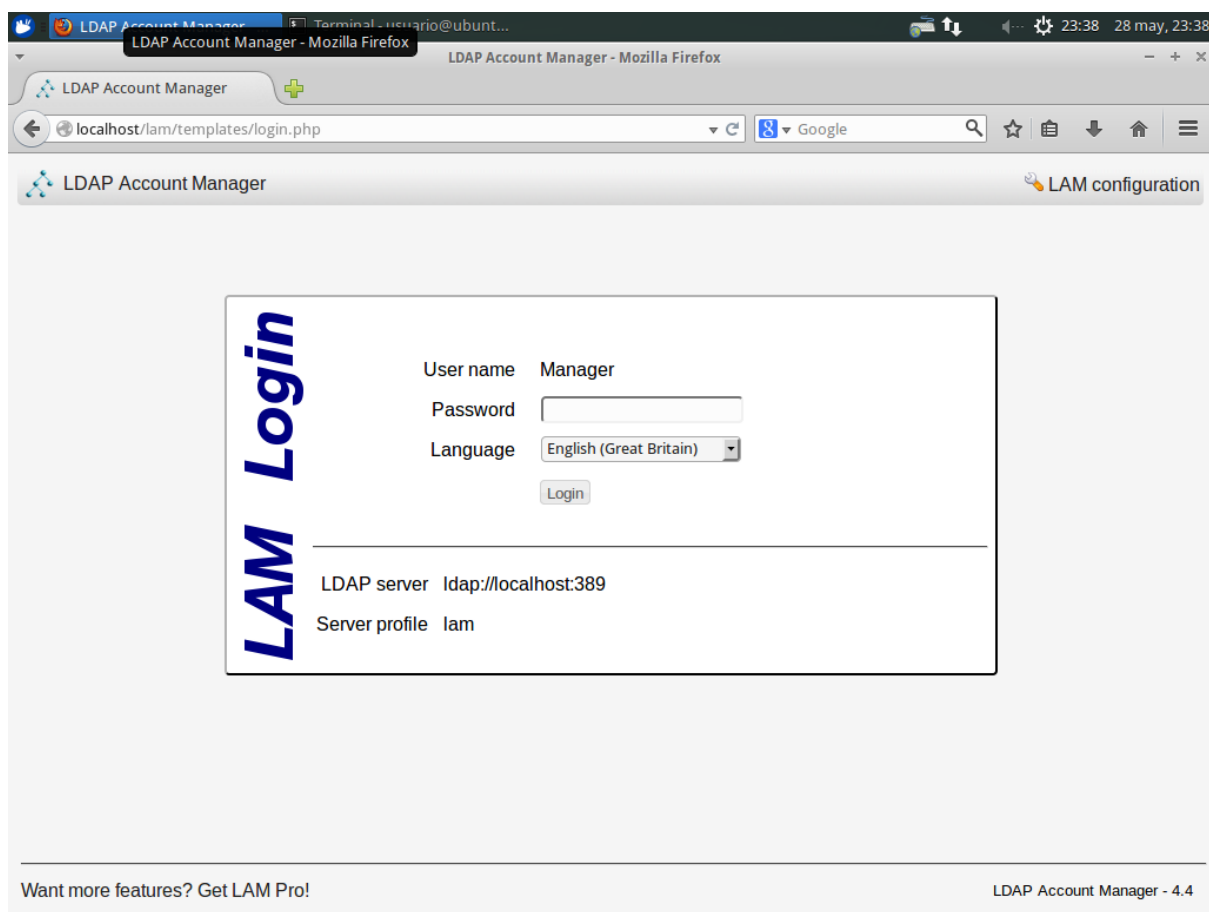 LDAP Account Manager
Terminal - usuario@ubunt...
23:38 28 may, 23:38
LDAP Account Manager - Mozilla Firefox
LDAP Account Manager - Mozilla Firefox
LDAP Account Manager
localhost/lam/templates/login.php
Google
LDAP Account Manager
LAM configuration
LAM Login
User name Manager
Password
Language English (Great Britain)
Login
LDAP server ldap://localhost:389
Server profile lam
Want more features? Get LAM Pro!
LDAP Account Manager - 4.4